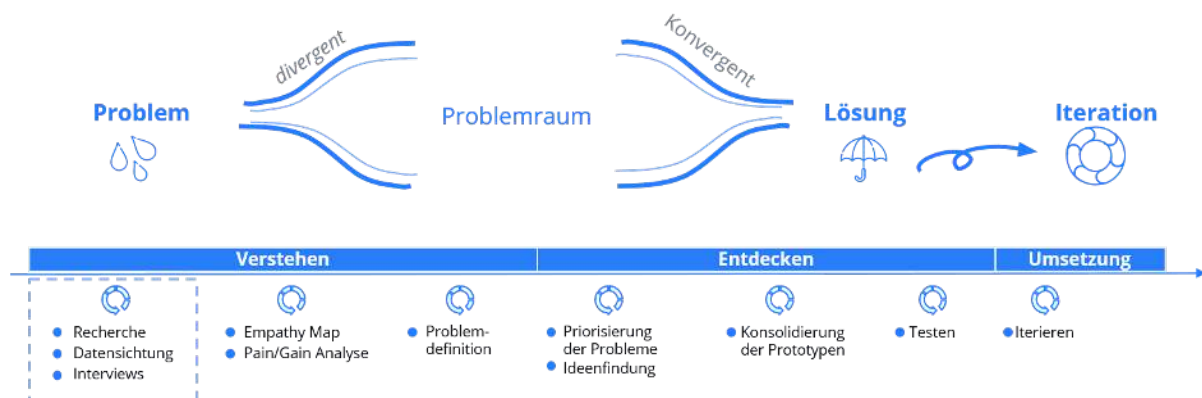 divergent
Konvergent
Problem
Problemraum
Lösung
Iteration
Verstehen
Entdecken
Umsetzung
Recherche
Datensichtung
Interviews
Empathy Map
Pain/Gain Analyse
Problem-
definition
Priorisierung
der Probleme
Ideenfindung
Konsolidierung
der Prototypen
Testen
Iterieren